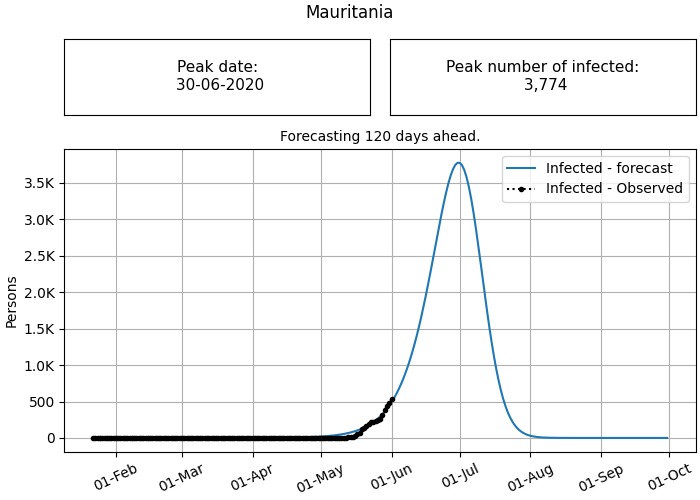 Mauritania
Peak date:
30-06-2020
Peak number of infected:
3,774
Forecasting 120 days ahead.
Infected - forecast
Infected - Observed
3.5K
3.0K
2.5K
2.0K
1.5K
1.0K
500
0
Persons
01-Feb
01-Mar
01-Apr
01-May
01-Jun
01-Jul
01-Aug
01-Sep
01-Oct